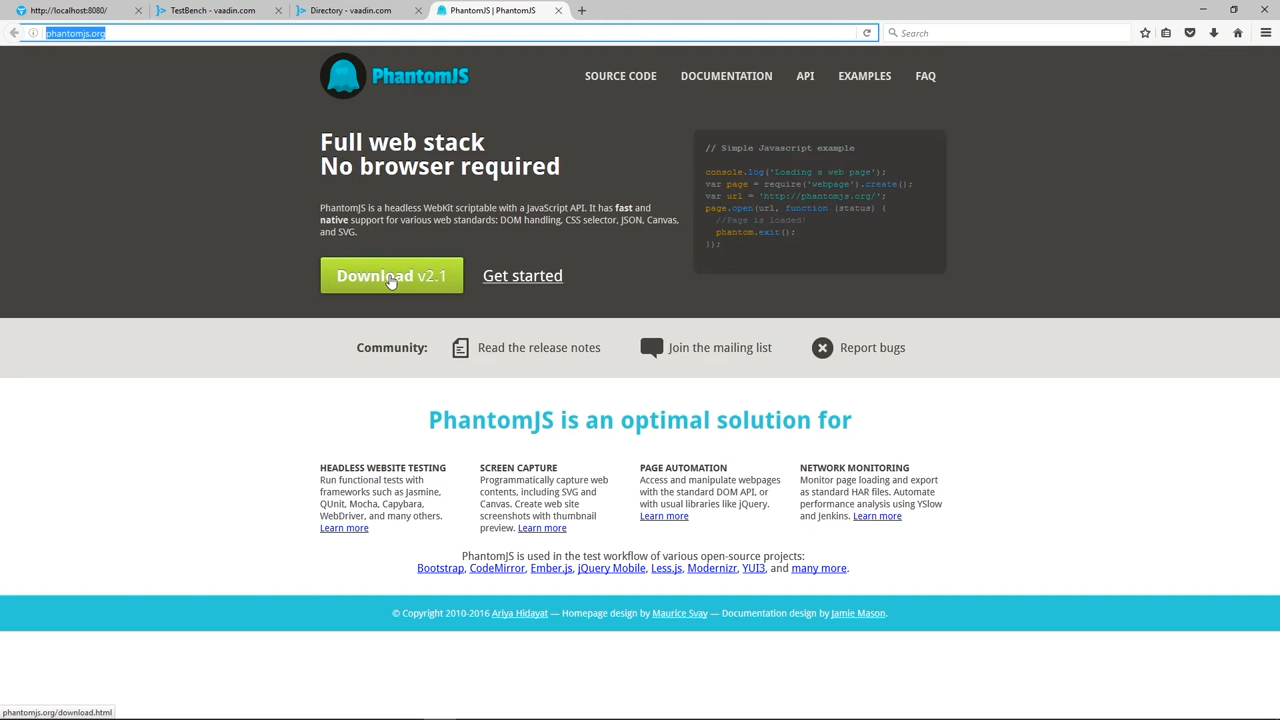 http://localhost:8080/
TestBench - vaadin.com
Directory - vaadin.com
PhantomJS | PhantomJS
phantomjs.org
Search
PhantomJS
SOURCE CODE
DOCUMENTATION
API
EXAMPLES
FAQ
Full web stack
No browser required
PhantomJS is a headless WebKit scriptable with a JavaScript API. It has fast and
native support for various web standards: DOM handling, CSS selector, JSON, Canvas,
and SVG.
Download v2.1
Get started
// Simple Javascript example
console.log('Loading a web page');
var page = require('webpage').create();
var url = 'http://phantomjs.org/';
page.open(url, function (status) {
//Page is loaded!
phantom.exit();
});
Community:
Read the release notes
Join the mailing list
Report bugs
PhantomJS is an optimal solution for
HEADLESS WEBSITE TESTING
Run functional tests with
frameworks such as Jasmine,
QUnit, Mocha, Capybara,
WebDriver, and many others.
Learn more
SCREEN CAPTURE
Programmatically capture web
contents, including SVG and
Canvas. Create web site
screenshots with thumbnail
preview. Learn more
PAGE AUTOMATION
Access and manipulate webpages
with the standard DOM API, or
with usual libraries like jQuery.
Learn more
NETWORK MONITORING
Monitor page loading and export
as standard HAR files. Automate
performance analysis using YSlow
and Jenkins. Learn more
PhantomJS is used in the test workflow of various open-source projects:
Bootstrap, CodeMirror, Ember.js, jQuery Mobile, Less.js, Modernizr, YUI3, and many more.
© Copyright 2010-2016 Ariya Hidayat — Homepage design by Maurice Svay — Documentation design by Jamie Mason.
phantomjs.org/download.html